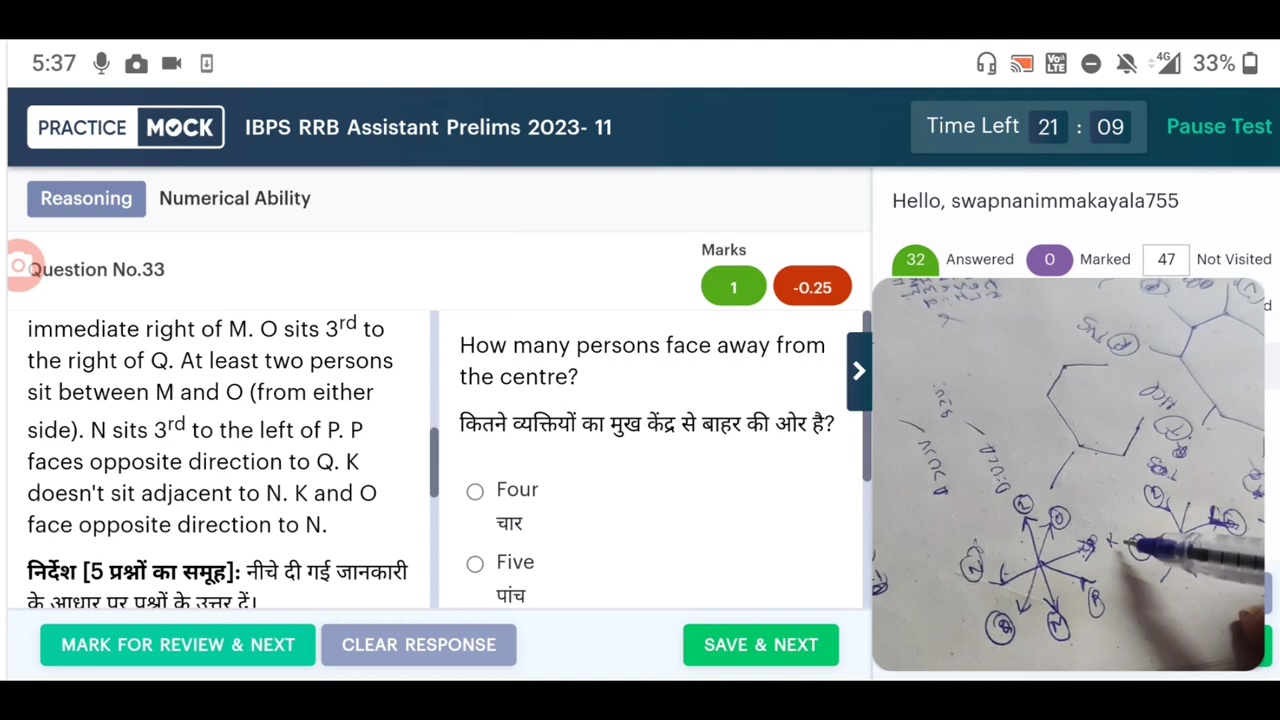 5:37
VoI LTE
4G
33%
PRACTICE MOCK
IBPS RRB Assistant Prelims 2023- 11
Time Left 21 : 09
Pause Test
Reasoning
Numerical Ability
Hello, swapnanimmakayala755
Question No.33
Marks
1
-0.25
32 Answered
0 Marked
47 Not Visited
immediate right of M. O sits 3rd to
the right of Q. At least two persons
sit between M and O (from either
side). N sits 3rd to the left of P. P
faces opposite direction to Q. K
doesn't sit adjacent to N. K and O
face opposite direction to N.
निर्देश [5 प्रश्नों का समूह]: नीचे दी गई जानकारी
के आधार पर प्रश्नों के उत्तर दें।
How many persons face away from
the centre?
कितने व्यक्तियों का मुख केंद्र से बाहर की ओर है?
Four
चार
Five
पांच
MARK FOR REVIEW & NEXT
CLEAR RESPONSE
SAVE & NEXT